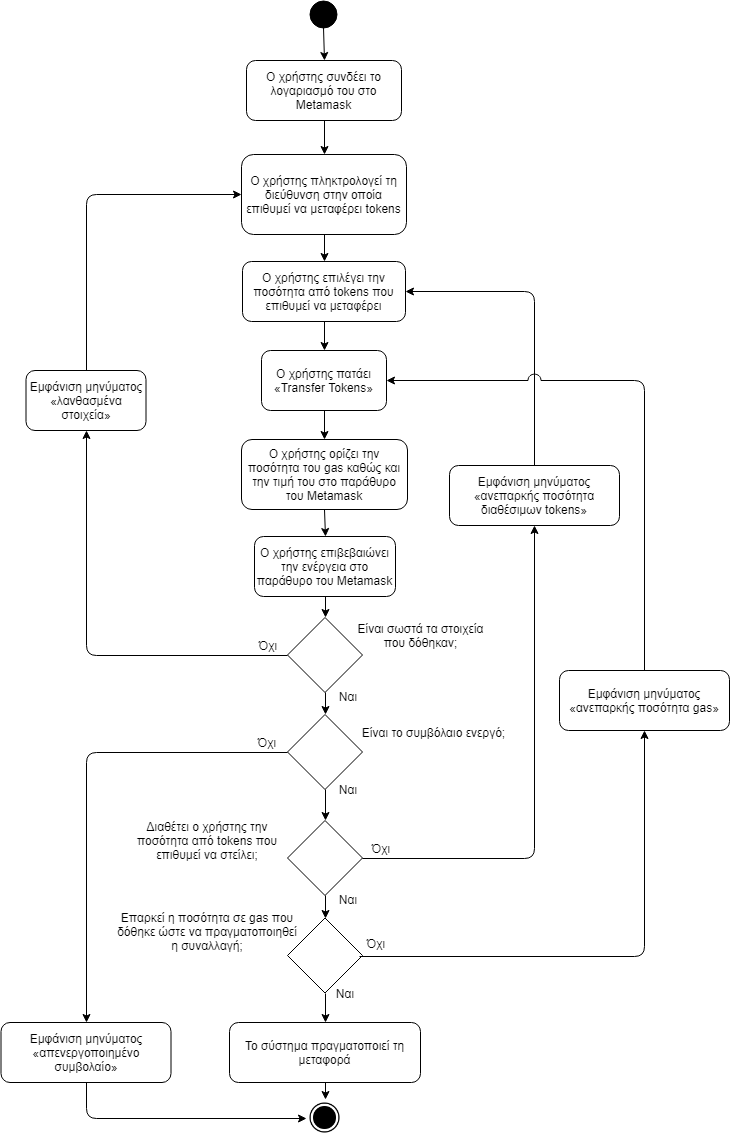 Ο χρήστης συνδέει το
λογαριασμό του στο
Metamask
Ο χρήστης πληκτρολογεί τη
διεύθυνση στην οποία
επιθυμεί να μεταφέρει tokens
Ο χρήστης επιλέγει την
ποσότητα από tokens που
επιθυμεί να μεταφέρει
Ο χρήστης πατάει
«Transfer Tokens»
Εμφάνιση μηνύματος
«λανθασμένα
στοιχεία»
Ο χρήστης ορίζει την
ποσότητα του gas καθώς και
την τιμή του στο παράθυρο
του Metamask
Εμφάνιση μηνύματος
«ανεπαρκής ποσότητα
διαθέσιμων tokens»
Ο χρήστης επιβεβαιώνει
την ενέργεια στο
παράθυρο του Metamask
Είναι σωστά τα στοιχεία
που δόθηκαν;
Όχι
Ναι
Εμφάνιση μηνύματος
«ανεπαρκής ποσότητα gas»
Είναι το συμβόλαιο ενεργό;
Όχι
Ναι
Διαθέτει ο χρήστης την
ποσότητα από tokens που
επιθυμεί να στείλει;
Όχι
Ναι
Επαρκεί η ποσότητα σε gas που
δόθηκε ώστε να πραγματοποιηθεί
η συναλλαγή;
Όχι
Ναι
Εμφάνιση μηνύματος
«απενεργοποιημένο
συμβολαίο»
Το σύστημα πραγματοποιεί τη
μεταφορά